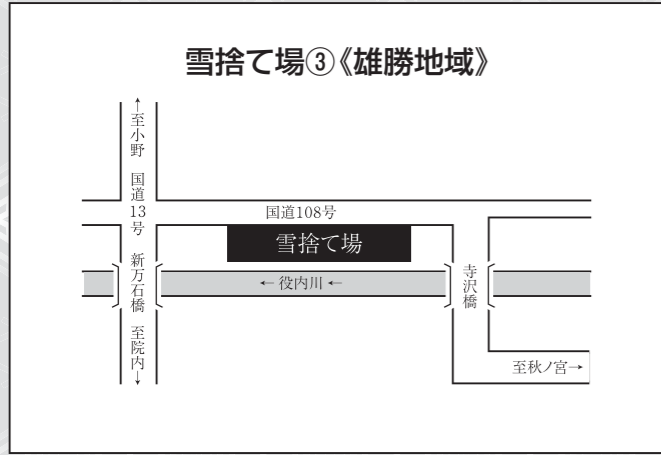 雪捨て場③《雄勝地域》
←至小野
国道13号
国道108号
雪捨て場
新万石橋
←役内川←
寺沢橋
至院内→
至秋ノ宮→